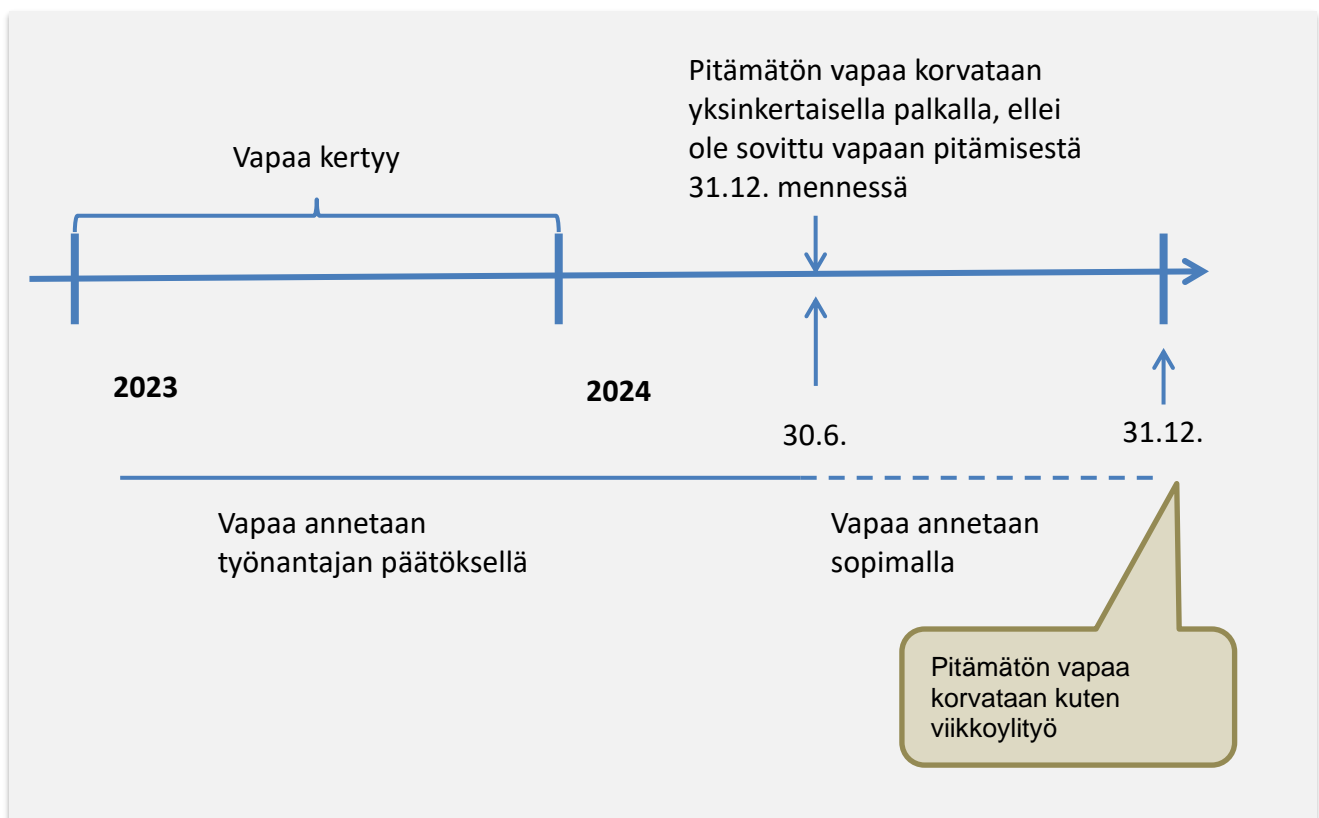 Pitämätön vapaa korvataan
yksinkertaisella palkalla, ellei
ole sovittu vapaan pitämisestä
31.12. mennessä
Vapaa kertyy
2023
2024
30.6.
31.12.
Vapaa annetaan
työnantajan päätöksellä
Vapaa annetaan
sopimalla
Pitämätön vapaa
korvataan kuten
viikkoylityö